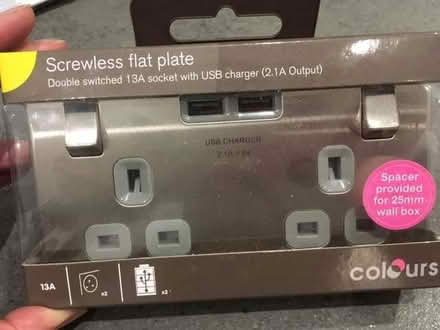 Screwless flat plate
Double switched 13A socket with USB charger (2.1A Output)
USB CHARGER
Spacer
provided
for 25mm
wall box
colours
13A
x2
x2